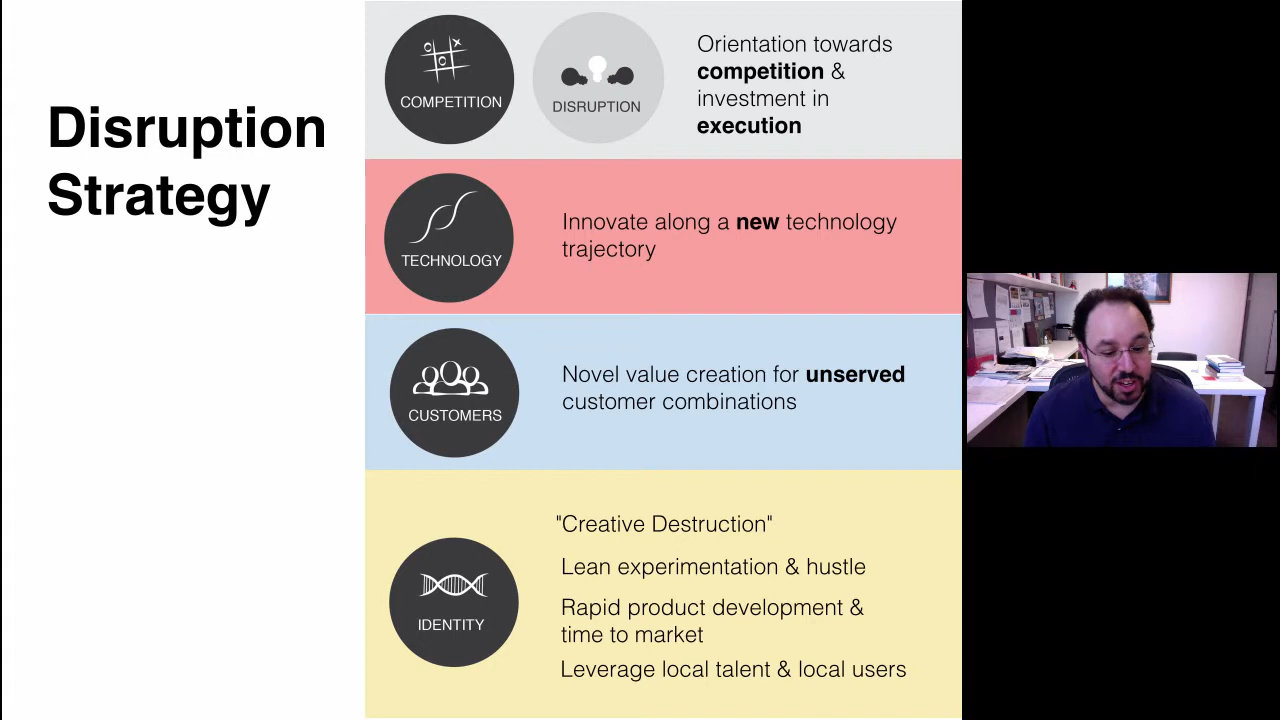 Disruption
Strategy
COMPETITION
DISRUPTION
Orientation towards
competition &
investment in
execution
TECHNOLOGY
Innovate along a new technology
trajectory
CUSTOMERS
Novel value creation for unserved
customer combinations
IDENTITY
"Creative Destruction"
Lean experimentation & hustle
Rapid product development &
time to market
Leverage local talent & local users